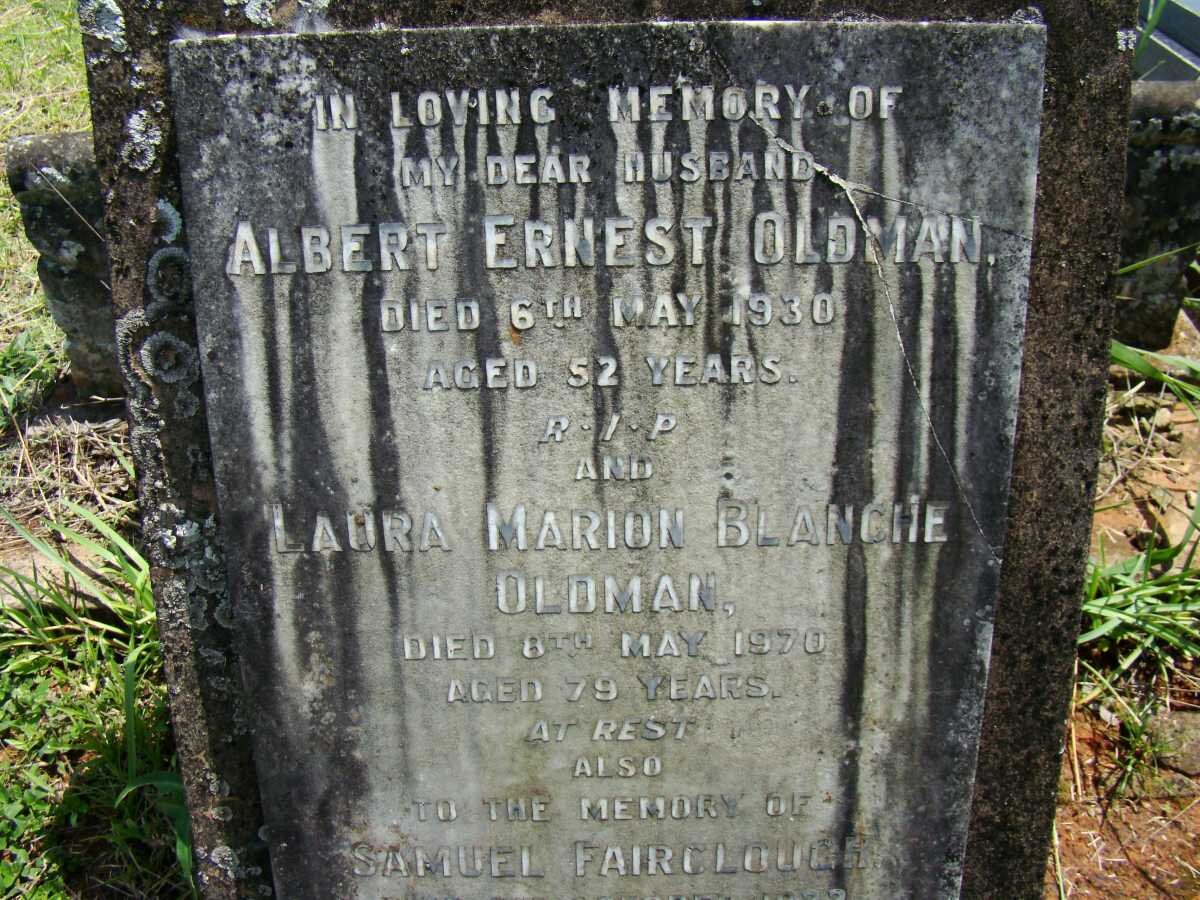 IN LOVING MEMORY OF
MY DEAR HUSBAND
ALBERT ERNEST OLDMAN,
DIED 6TH MAY 1930
AGED 52 YEARS.
R·I·P
AND
LAURA MARION BLANCHE
OLDMAN,
DIED 8TH MAY 1970
AGED 79 YEARS.
AT REST
ALSO
TO THE MEMORY OF
SAMUEL FAIRCLOUGH